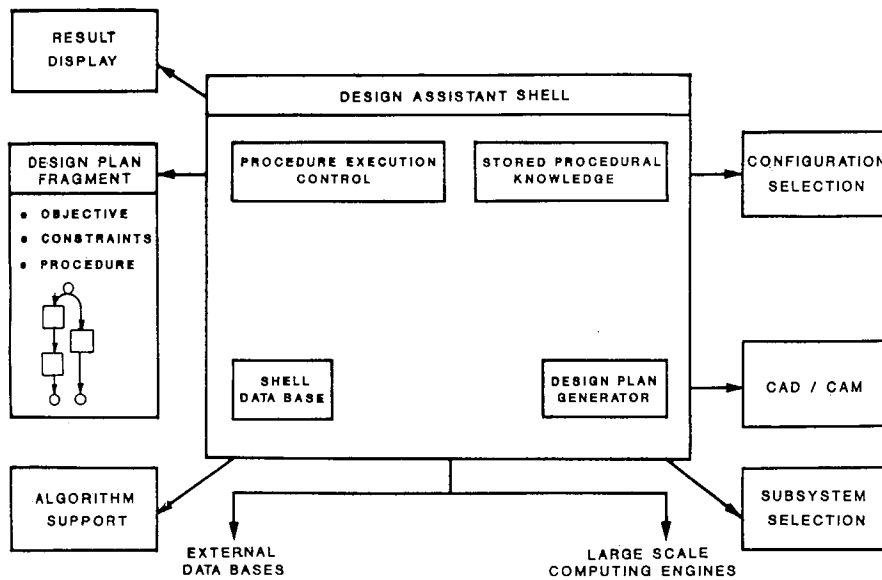 RESULT
DISPLAY
DESIGN ASSISTANT SHELL
DESIGN PLAN
FRAGMENT
• OBJECTIVE
• CONSTRAINTS
• PROCEDURE
PROCEDURE EXECUTION
CONTROL
STORED PROCEDURAL
KNOWLEDGE
CONFIGURATION
SELECTION
SHELL
DATA BASE
DESIGN PLAN
GENERATOR
CAD / CAM
ALGORITHM
SUPPORT
SUBSYSTEM
SELECTION
EXTERNAL
DATA BASES
LARGE SCALE
COMPUTING ENGINES